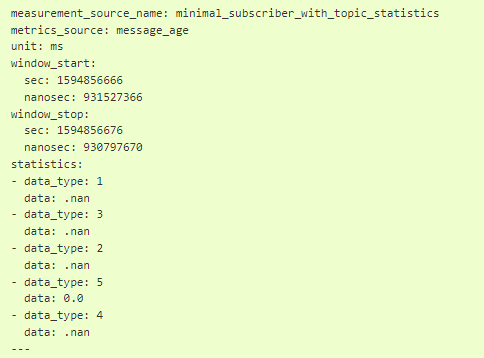 measurement_source_name: minimal_subscriber_with_topic_statistics
metrics_source: message_age
unit: ms
window_start:
  sec: 1594856666
  nanosec: 931527366
window_stop:
  sec: 1594856676
  nanosec: 930797670
statistics:
- data_type: 1
  data: .nan
- data_type: 3
  data: .nan
- data_type: 2
  data: .nan
- data_type: 5
  data: 0.0
- data_type: 4
  data: .nan
---